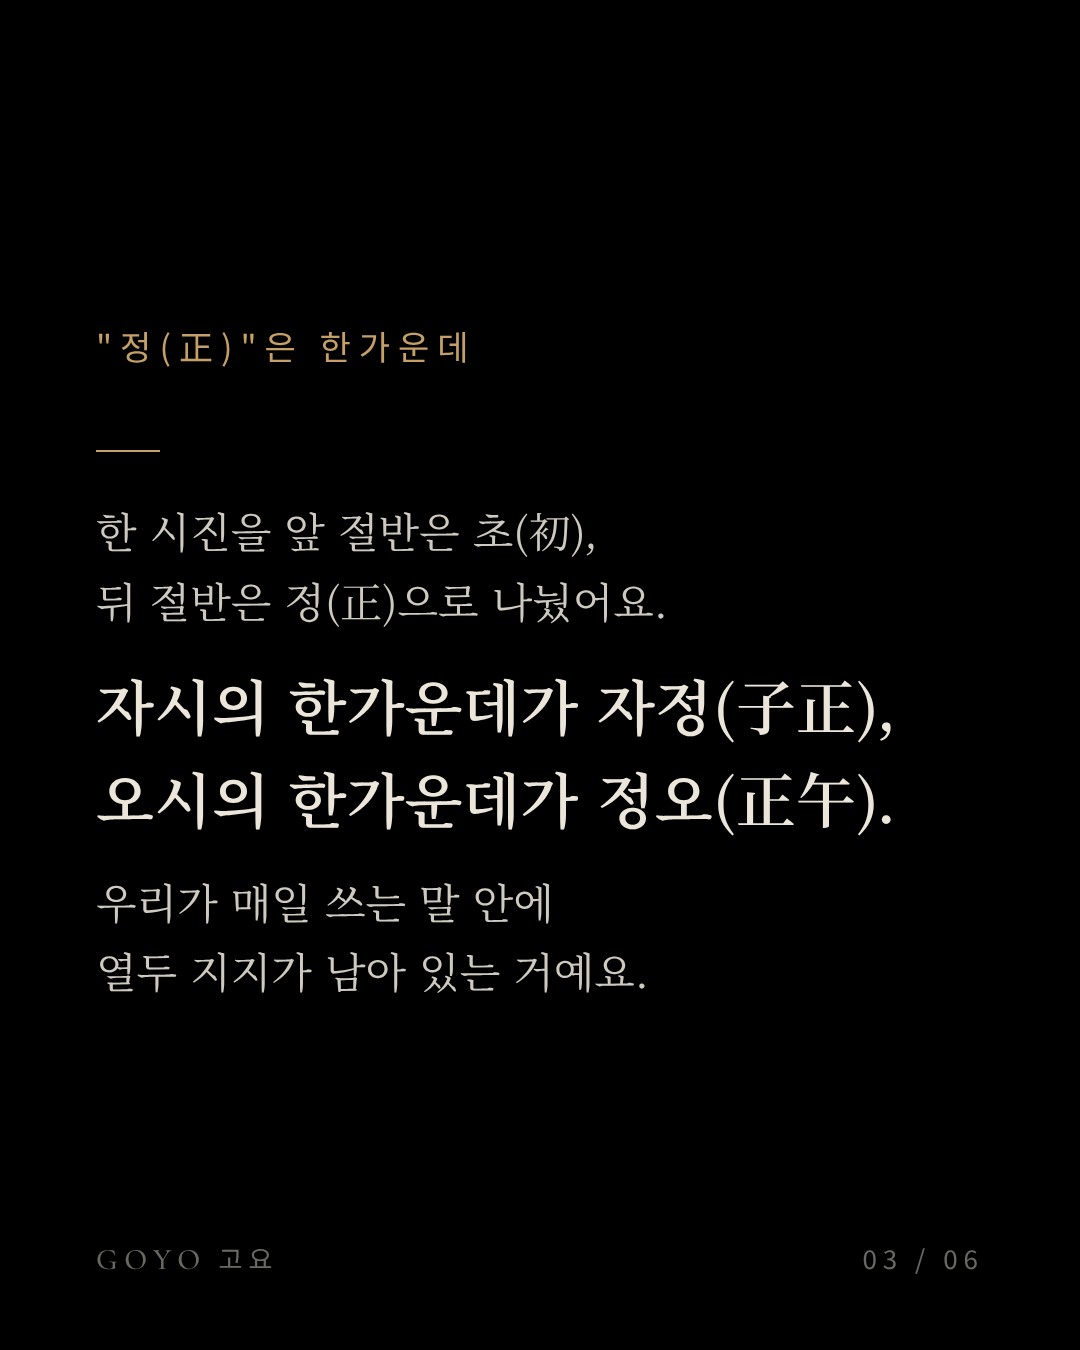 "정(正)"은 한가운데
한 시진을 앞 절반은 초(初),
뒤 절반은 정(正)으로 나눴어요.
자시의 한가운데가 자정(子正),
오시의 한가운데가 정오(正午).
우리가 매일 쓰는 말 안에
열두 지지가 남아 있는 거예요.
GOYO 고요
03 / 06